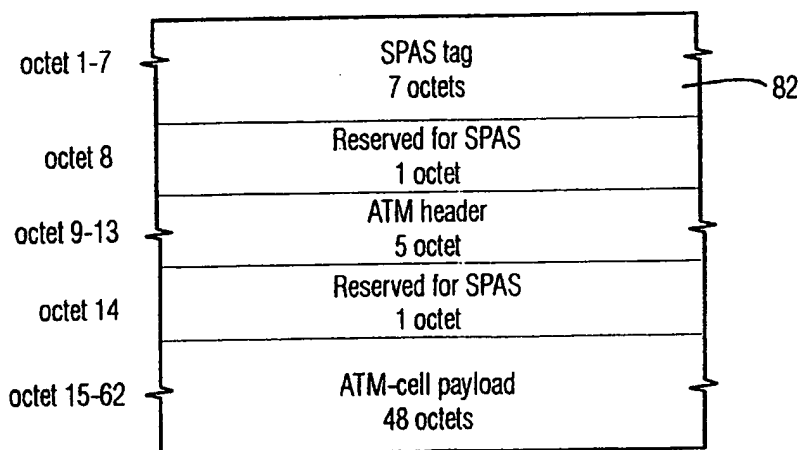 octet 1-7
SPAS tag
7 octets
82
octet 8
Reserved for SPAS
1 octet
octet 9-13
ATM header
5 octet
octet 14
Reserved for SPAS
1 octet
octet 15-62
ATM-cell payload
48 octets